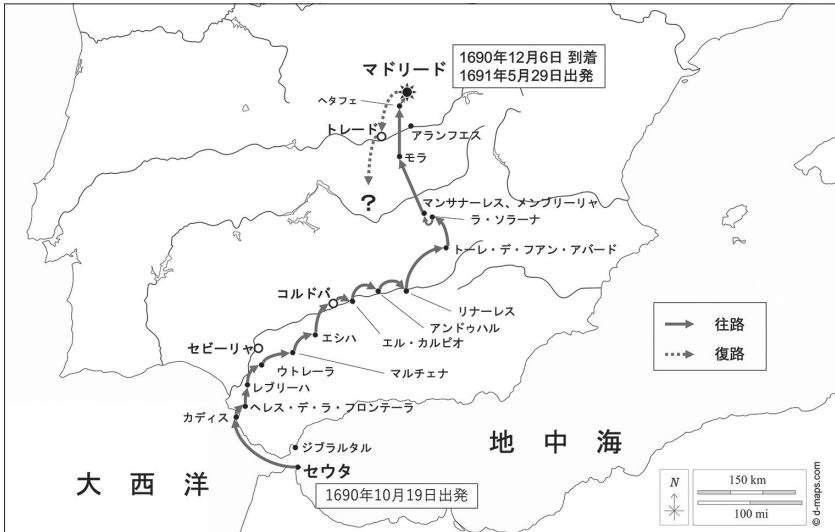 1690年12月6日 到着
1691年5月29日出発
マドリード
ヘタフェ
トレード
アランフエス
モラ
?
マンサナーレス、メンブリーリャ
ラ・ソラーナ
トーレ・デ・フアン・アバード
コルドバ
リナーレス
アンドゥハル
エル・カルピオ
エシハ
セビーリャ
マルチェナ
ウトレーラ
レブリーハ
ヘレス・デ・ラ・フロンテーラ
カディス
ジブラルタル
セウタ
1690年10月19日出発
大西洋
地中海
往路
復路
N
150 km
100 mi
© d-maps.com